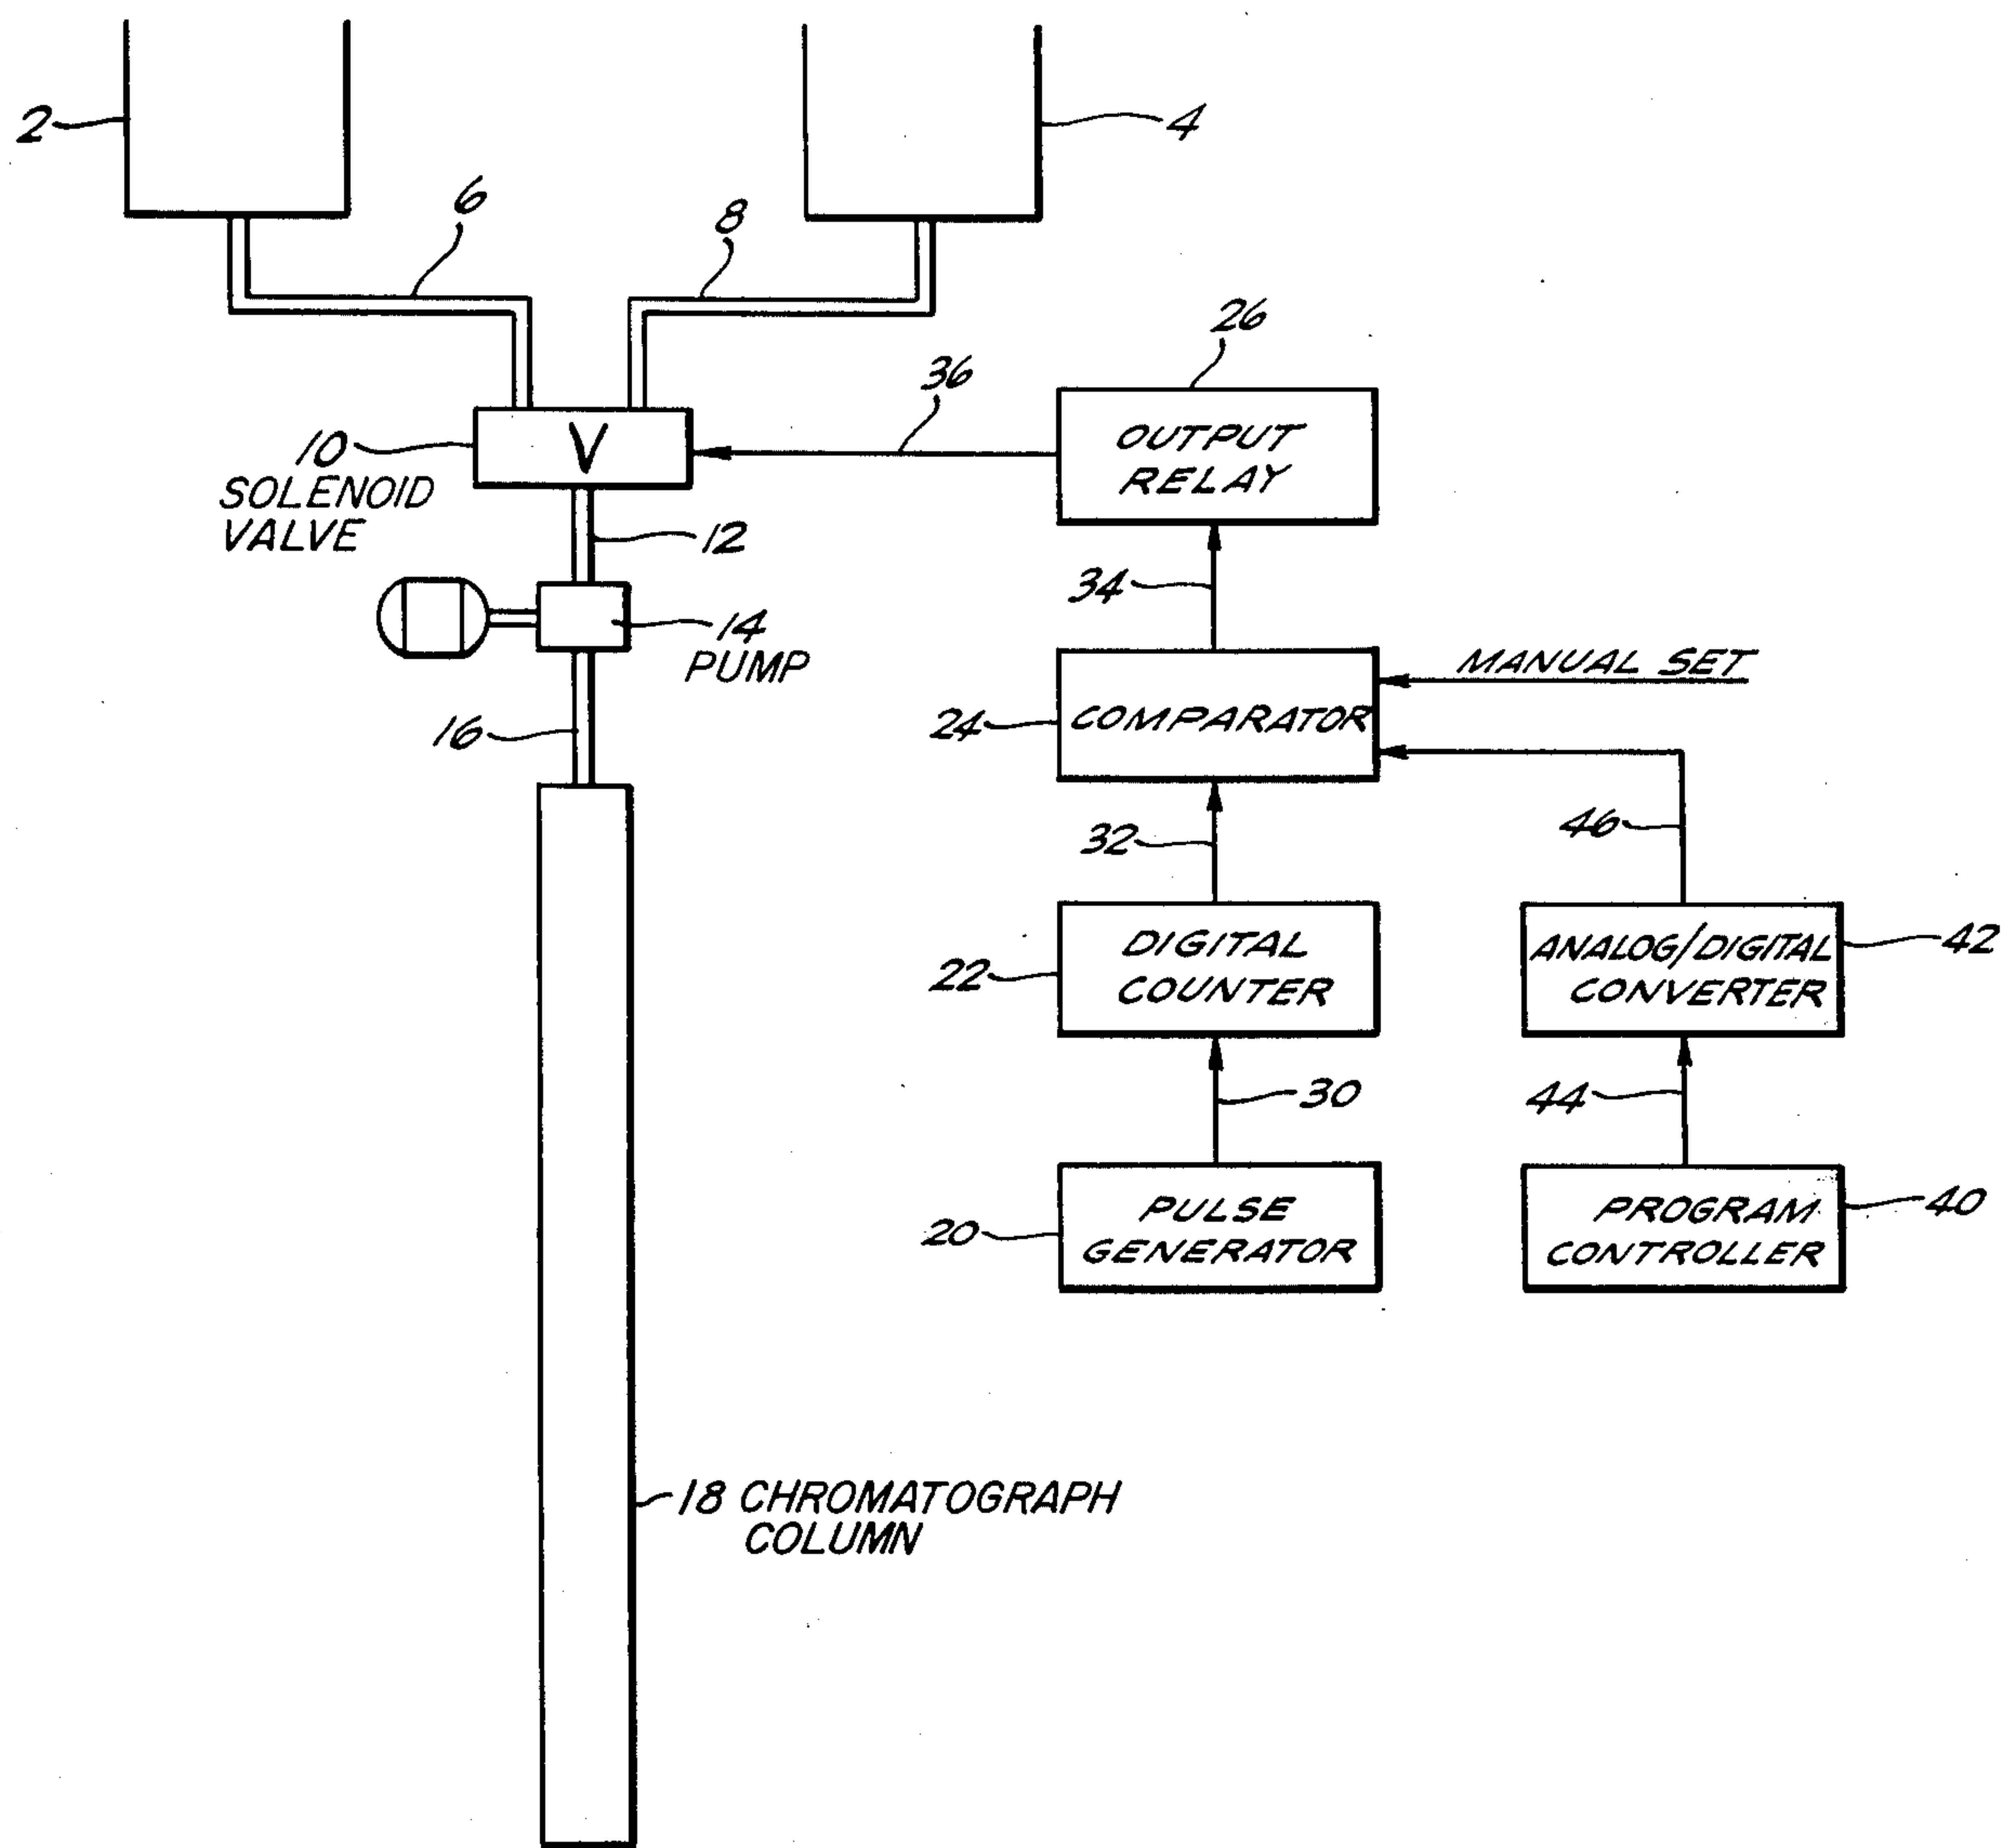 2
4
6
8
26
36
10
SOLENOID
VALVE
V
OUTPUT
RELAY
12
34
14
PUMP
MANUAL SET
16
24
COMPARATOR
32
46
22
DIGITAL
COUNTER
ANALOG/DIGITAL
CONVERTER
42
30
44
20
PULSE
GENERATOR
PROGRAM
CONTROLLER
40
18 CHROMATOGRAPH
COLUMN